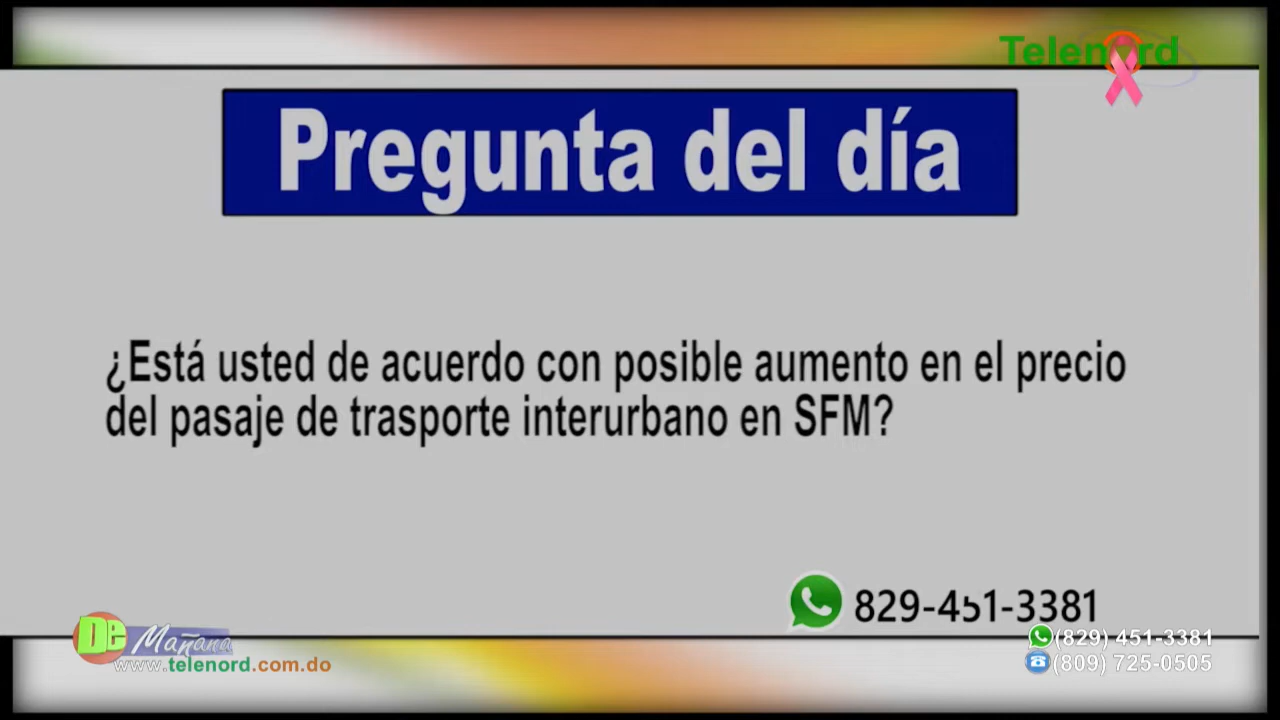 Telenord
Pregunta del día
¿Está usted de acuerdo con posible aumento en el precio
del pasaje de trasporte interurbano en SFM?
829-451-3381
De Mañana
www.telenord.com.do
(829) 451-3381
(809) 725-0505